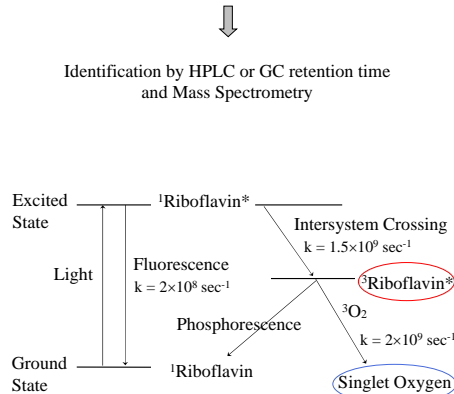 Identification by HPLC or GC retention time
and Mass Spectrometry
Excited
State
¹Riboflavin*
Intersystem Crossing
k = 1.5×10⁹ sec⁻¹
Light
Fluorescence
k = 2×10⁸ sec⁻¹
³Riboflavin*
³O₂
Phosphorescence
k = 2×10⁹ sec⁻¹
Ground
State
¹Riboflavin
Singlet Oxygen